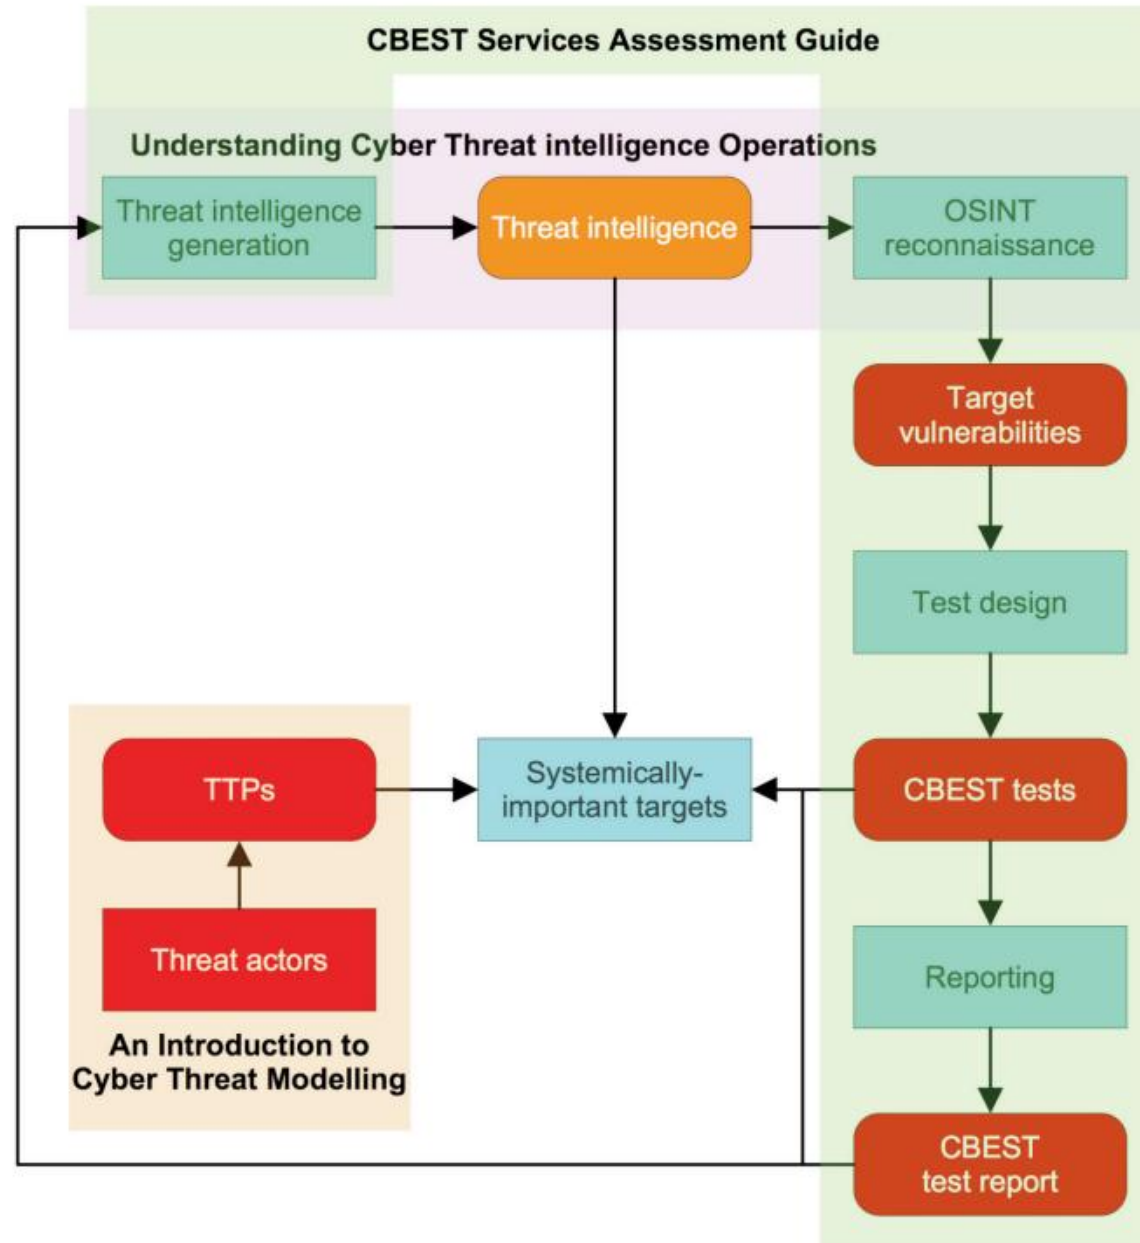 CBEST Services Assessment Guide
Understanding Cyber Threat intelligence Operations
Threat intelligence
generation
Threat intelligence
OSINT
reconnaissance
Target
vulnerabilities
Test design
TTPs
Systemically-
important targets
CBEST tests
Threat actors
Reporting
An Introduction to
Cyber Threat Modelling
CBEST
test report